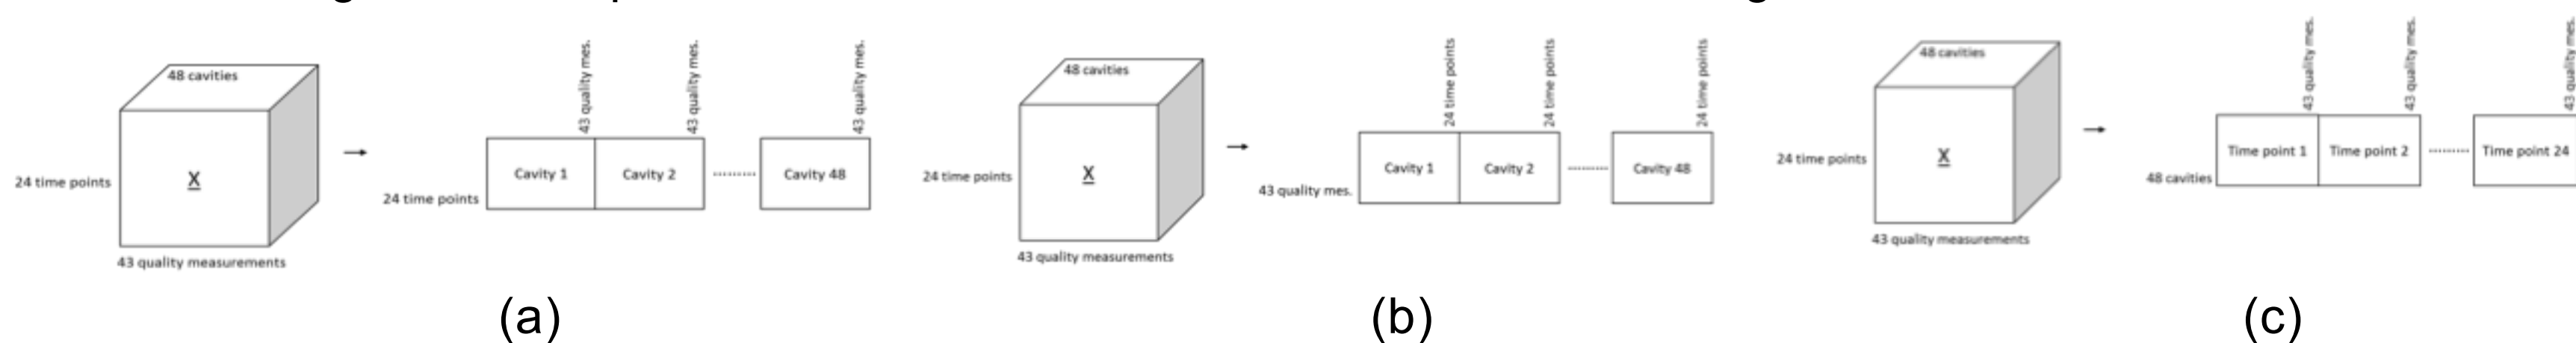 48 cavities
X
24 time points
43 quality measurements
43 quality mes.
43 quality mes.
43 quality mes.
Cavity 1
Cavity 2
Cavity 48
24 time points
(a)
48 cavities
X
24 time points
43 quality measurements
24 time points
24 time points
24 time points
Cavity 1
Cavity 2
Cavity 48
43 quality mes.
(b)
48 cavities
X
24 time points
43 quality measurements
43 quality mes.
43 quality mes.
43 quality mes.
Time point 1
Time point 2
Time point 24
48 cavities
(c)